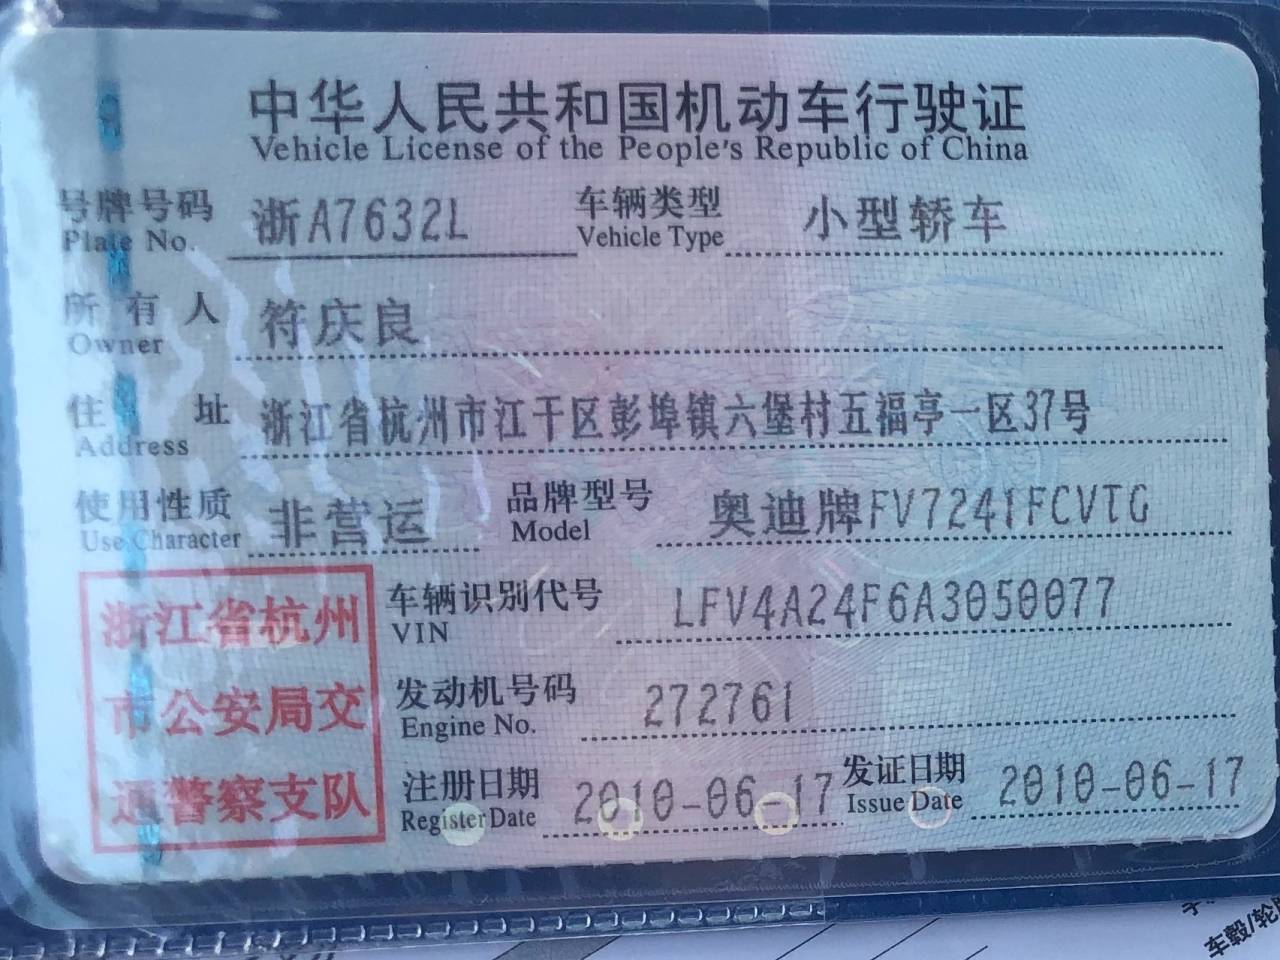 中华人民共和国机动车行驶证
Vehicle License of the People's Republic of China
号牌号码 浙A7632L 车辆类型 小型轿车
Plate No. Vehicle Type
所有人 符庆良
Owner
住址 浙江省杭州市江干区彭埠镇六堡村五福亭一区37号
Address
使用性质 非营运 品牌型号 奥迪牌FV7241FCVTG
Use Character Model
浙江省杭州
市公安局交
通警察支队
车辆识别代号 LFV4A24F6A3050077
VIN
发动机号码 272761
Engine No.
注册日期 2010-06-17 发证日期 2010-06-17
Register Date Issue Date
车毂/轮